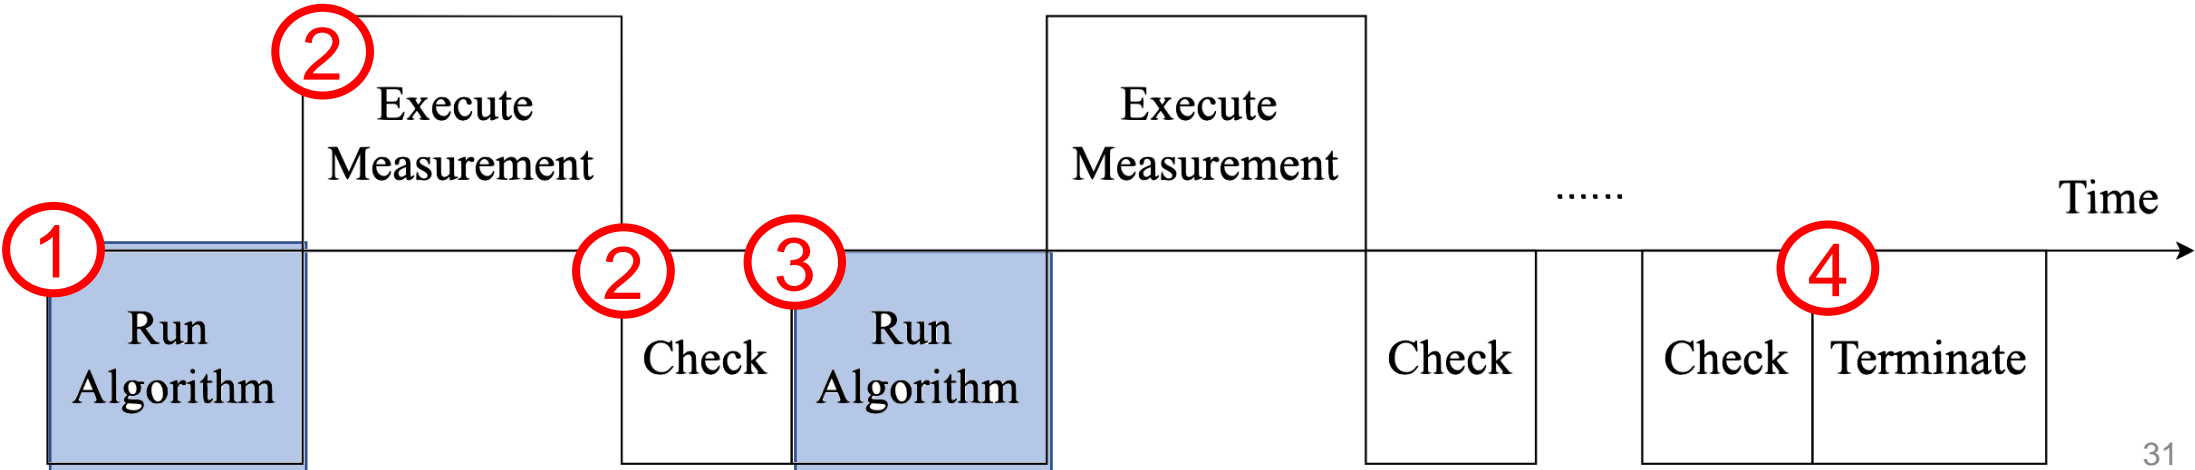 2
Execute
Measurement
Execute
Measurement
......
Time
1
2
3
4
Run
Algorithm
Check
Run
Algorithm
Check
Check
Terminate
31